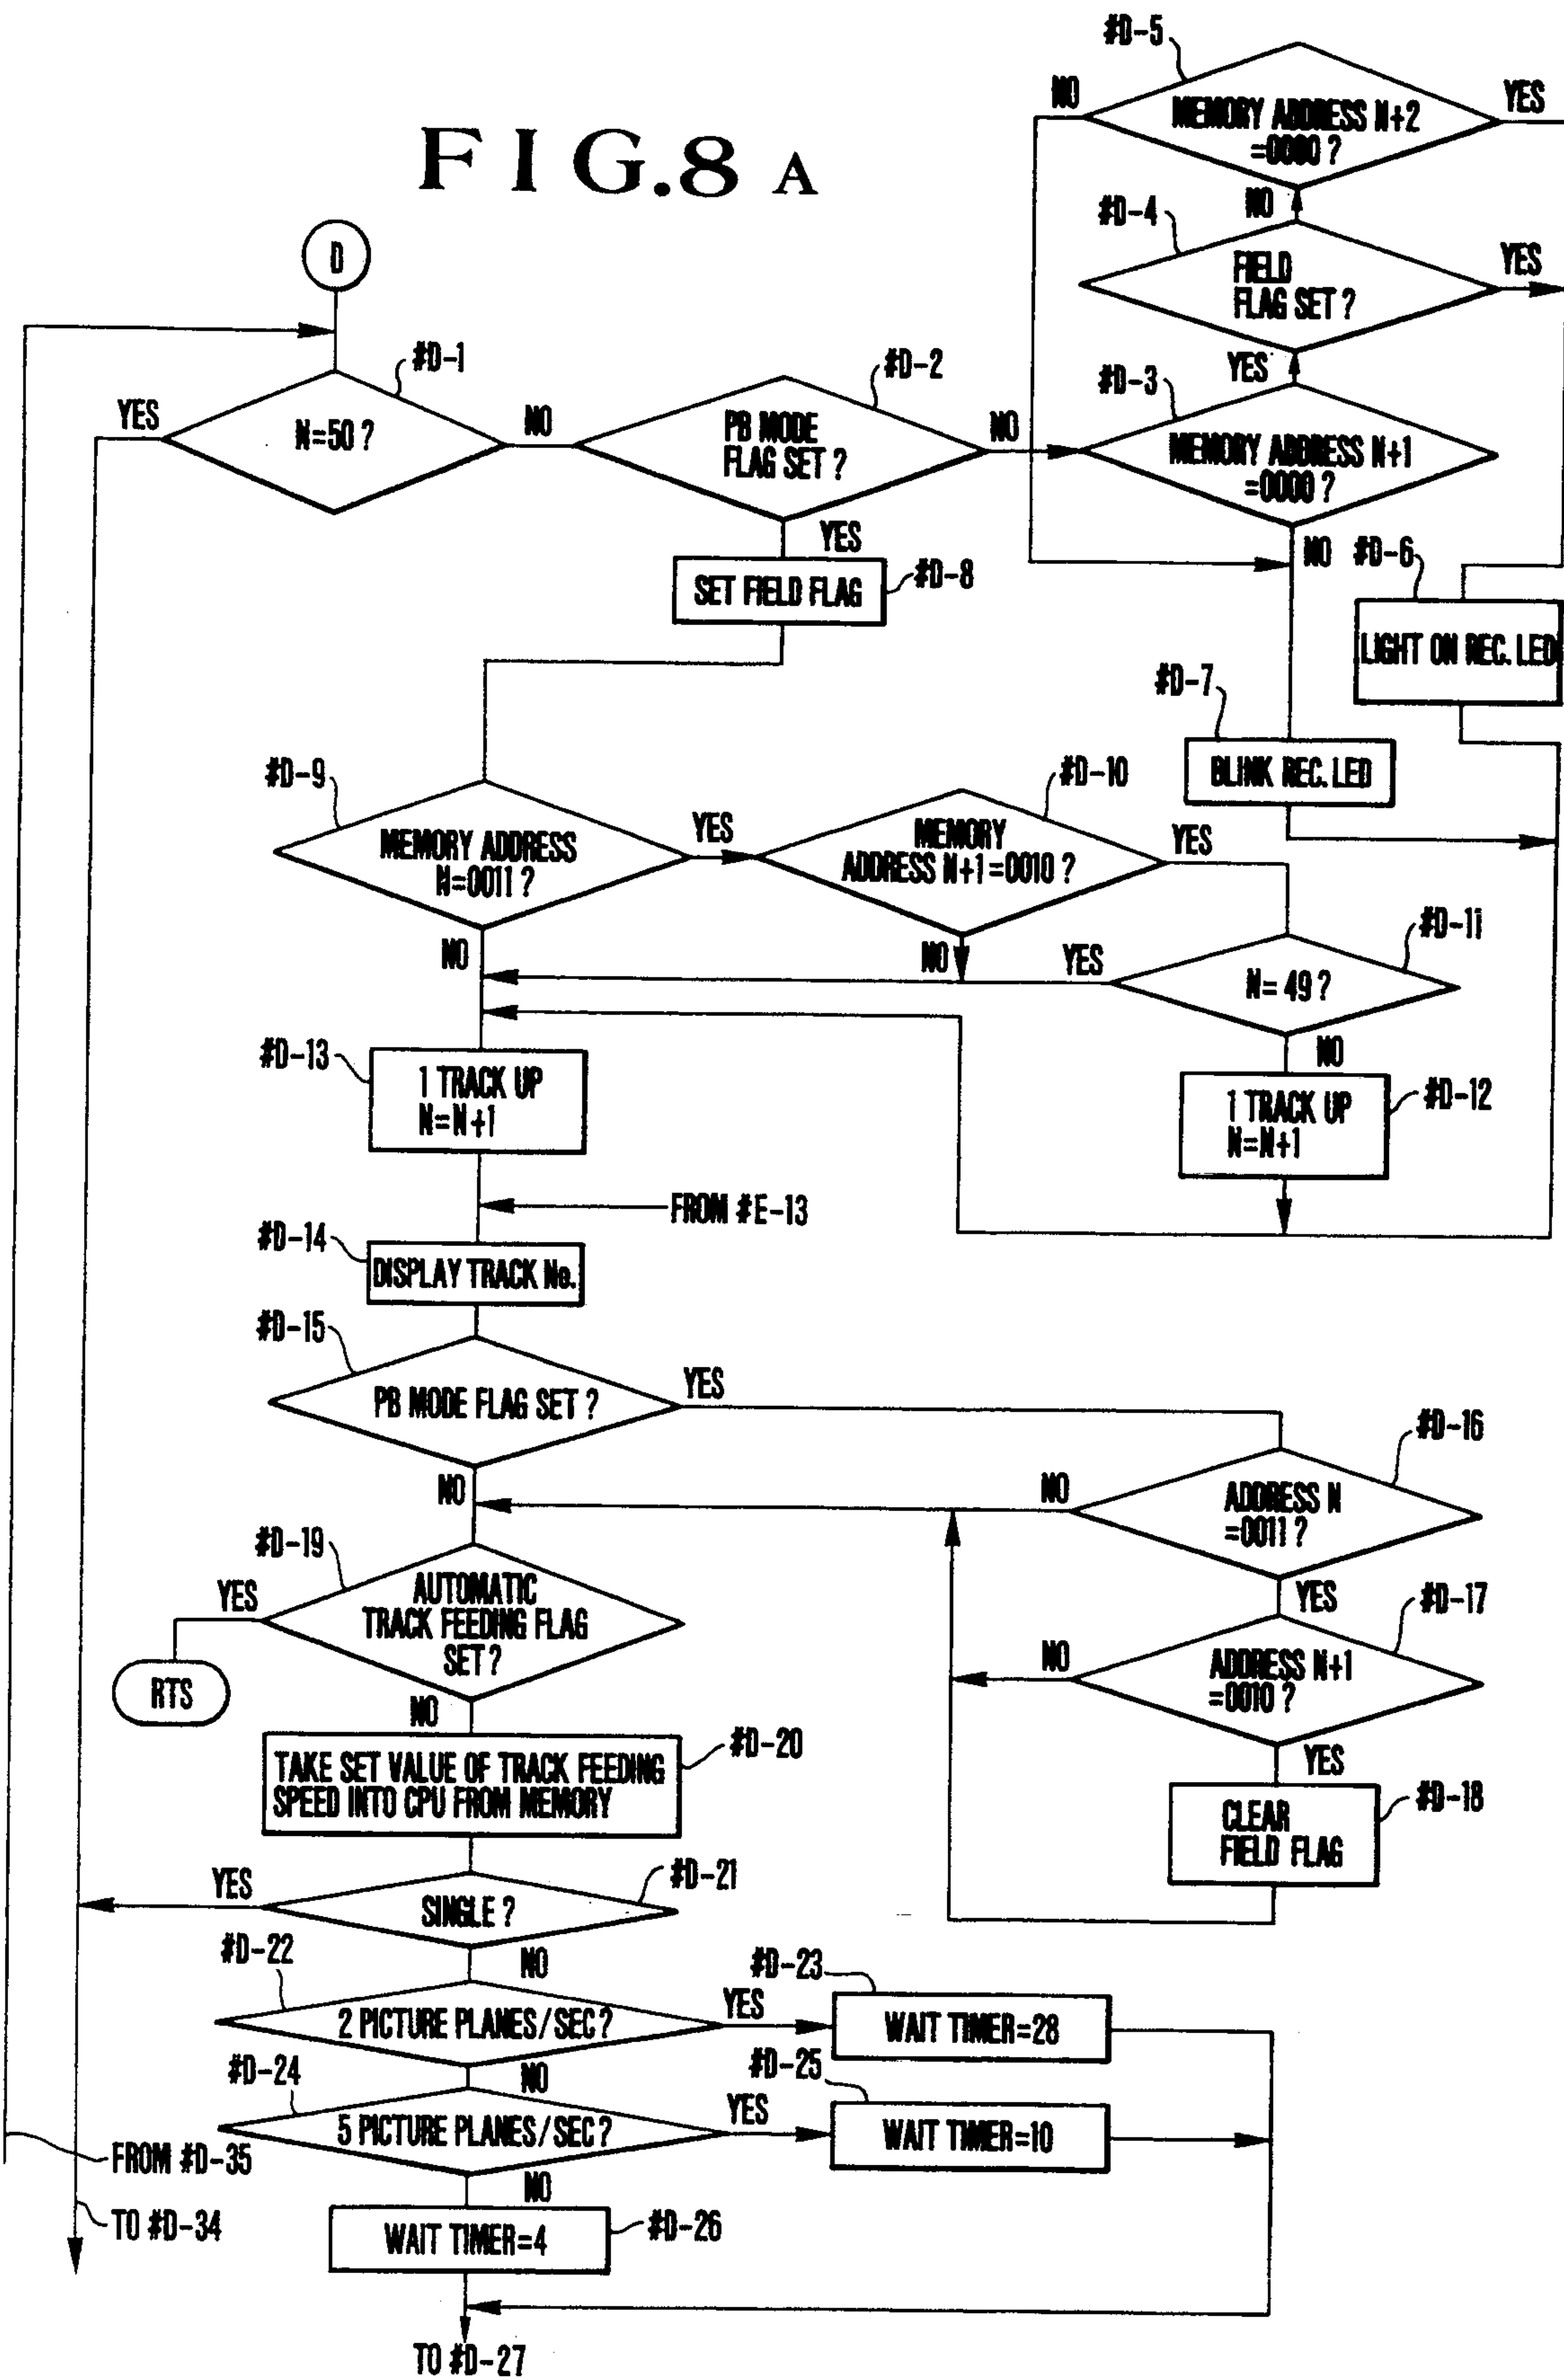 FIG.8 A
#D-5
NO
MEMORY ADDRESS N+2
=0000 ?
YES
NO
#D-4
FIELD
FLAG SET ?
YES
D
#D-1
YES
N=50 ?
NO
#D-2
PB MODE
FLAG SET ?
NO
YES
#D-3
MEMORY ADDRESS N+1
=0000 ?
YES
SET FIELD FLAG
#D-8
NO
#D-6
LIGHT ON REC. LED
#D-7
BLINK REC. LED
#D-9
MEMORY ADDRESS
N=0011 ?
YES
#D-10
MEMORY
ADDRESS N+1=0010 ?
YES
NO
NO
YES
#D-11
N= 49 ?
NO
#D-13
1 TRACK UP
N=N+1
1 TRACK UP
N=N+1
#D-12
FROM #E-13
#D-14
DISPLAY TRACK No.
#D-15
PB MODE FLAG SET ?
YES
NO
#D-16
NO
ADDRESS N
=0011 ?
YES
#D-19
YES
AUTOMATIC
TRACK FEEDING FLAG
SET ?
RTS
NO
#D-17
NO
ADDRESS N+1
=0010 ?
YES
#D-20
TAKE SET VALUE OF TRACK FEEDING
SPEED INTO CPU FROM MEMORY
CLEAR
FIELD FLAG
#D-18
YES
SINGLE ?
#D-21
NO
#D-22
2 PICTURE PLANES/SEC ?
YES
#D-23
WAIT TIMER=28
NO
#D-24
5 PICTURE PLANES/SEC ?
YES
#D-25
WAIT TIMER=10
NO
FROM #D-35
TO #D-34
WAIT TIMER=4
#D-26
TO #D-27